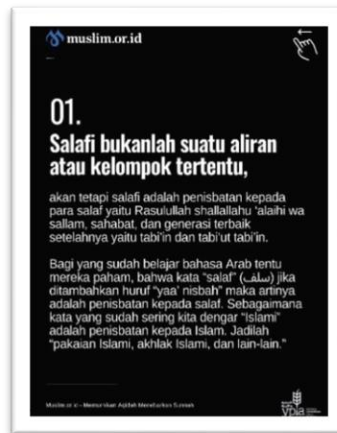 muslim.or.id
01.
Salafi bukanlah suatu aliran
atau kelompok tertentu,
akan tetapi salafi adalah penisbatan kepada
para salaf yaitu Rasulullah shallallahu 'alaihi wa
sallam, sahabat, dan generasi terbaik
setelahnya yaitu tabi'in dan tabi'ut tabi'in.
Bagi yang sudah belajar bahasa Arab tentu
mereka paham, bahwa kata "salaf" (سلف) jika
ditambahkan huruf "yaa' nisbah" maka artinya
adalah penisbatan kepada salaf. Sebagaimana
kata yang sudah sering kita dengar "Islami"
adalah penisbatan kepada Islam. Jadilah
"pakaian Islami, akhlak Islami, dan lain-lain."
Muslim.or.id - Memurnikan Aqidah Menebarkan Sunnah
ypia